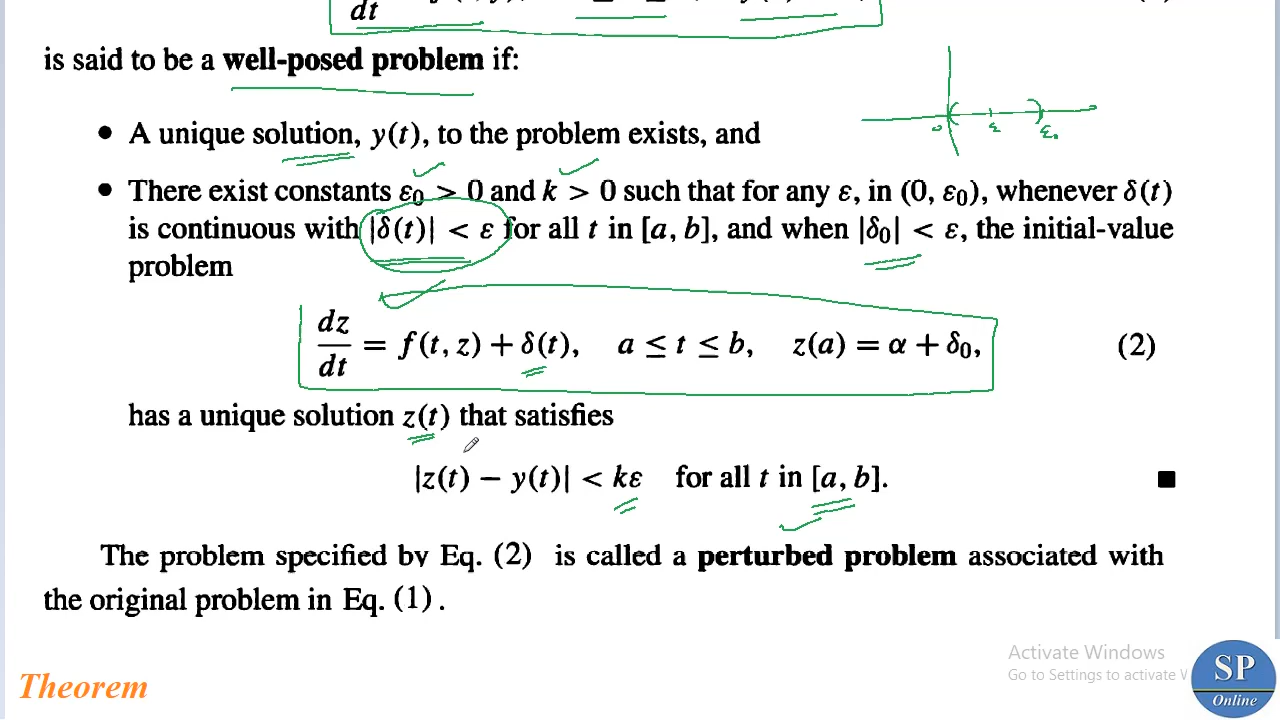 dt
is said to be a well-posed problem if:
• A unique solution, y(t), to the problem exists, and
• There exist constants ε₀ > 0 and k > 0 such that for any ε, in (0, ε₀), whenever δ(t)
is continuous with |δ(t)| < ε for all t in [a, b], and when |δ₀| < ε, the initial-value
problem
dz/dt = f(t, z) + δ(t), a ≤ t ≤ b, z(a) = α + δ₀, (2)
has a unique solution z(t) that satisfies
|z(t) − y(t)| < kε for all t in [a, b]. ■
The problem specified by Eq. (2) is called a perturbed problem associated with
the original problem in Eq. (1).
0 ε ε₀
Theorem
Activate Windows
Go to Settings to activate
SP
Online